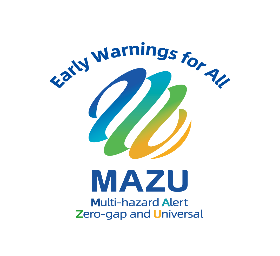 Early Warnings for All
MAZU
Multi-hazard Alert
Zero-gap and Universal